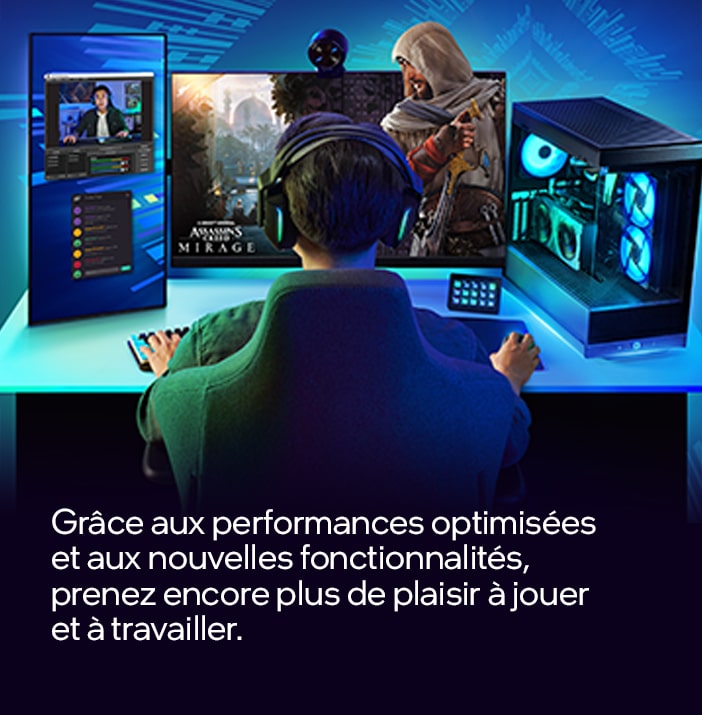 ASSASSIN'S
CREED
MIRAGE
Grâce aux performances optimisées
et aux nouvelles fonctionnalités,
prenez encore plus de plaisir à jouer
et à travailler.